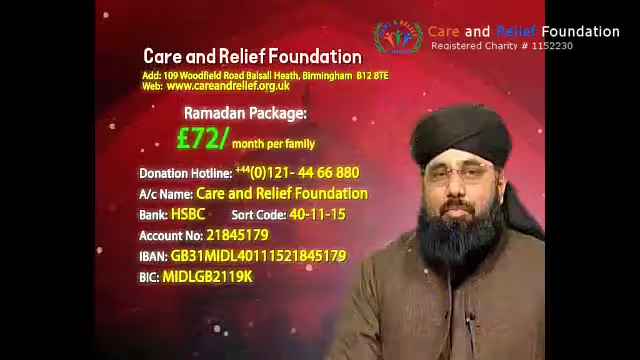 Care and Relief Foundation
Registered Charity # 1152230
Care and Relief Foundation
Add: 109 Woodfield Road Balsall Heath, Birmingham B12 8TE
Web: www.careandrelief.org.uk
Ramadan Package:
£72/ month per family
Donation Hotline: +44(0)121- 44 66 880
A/c Name: Care and Relief Foundation
Bank: HSBC Sort Code: 40-11-15
Account No: 21845179
IBAN: GB31MIDL40111521845179
BIC: MIDLGB2119K